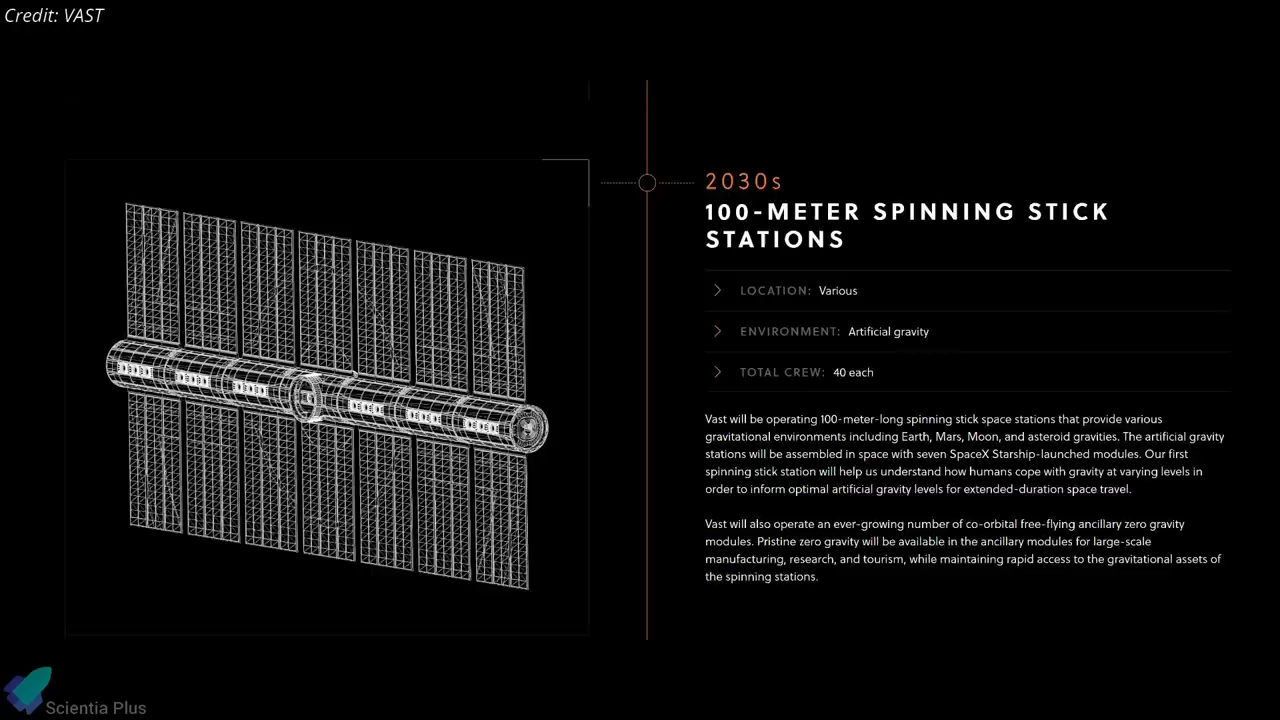 Credit: VAST
2030s
100-METER SPINNING STICK
STATIONS
LOCATION: Various
ENVIRONMENT: Artificial gravity
TOTAL CREW: 40 each
Vast will be operating 100-meter-long spinning stick space stations that provide various
gravitational environments including Earth, Mars, Moon, and asteroid gravities. The artificial gravity
stations will be assembled in space with seven SpaceX Starship-launched modules. Our first
spinning stick station will help us understand how humans cope with gravity at varying levels in
order to inform optimal artificial gravity levels for extended-duration space travel.
Vast will also operate an ever-growing number of co-orbital free-flying ancillary zero gravity
modules. Pristine zero gravity will be available in the ancillary modules for large-scale
manufacturing, research, and tourism, while maintaining rapid access to the gravitational assets of
the spinning stations.
Scientia Plus